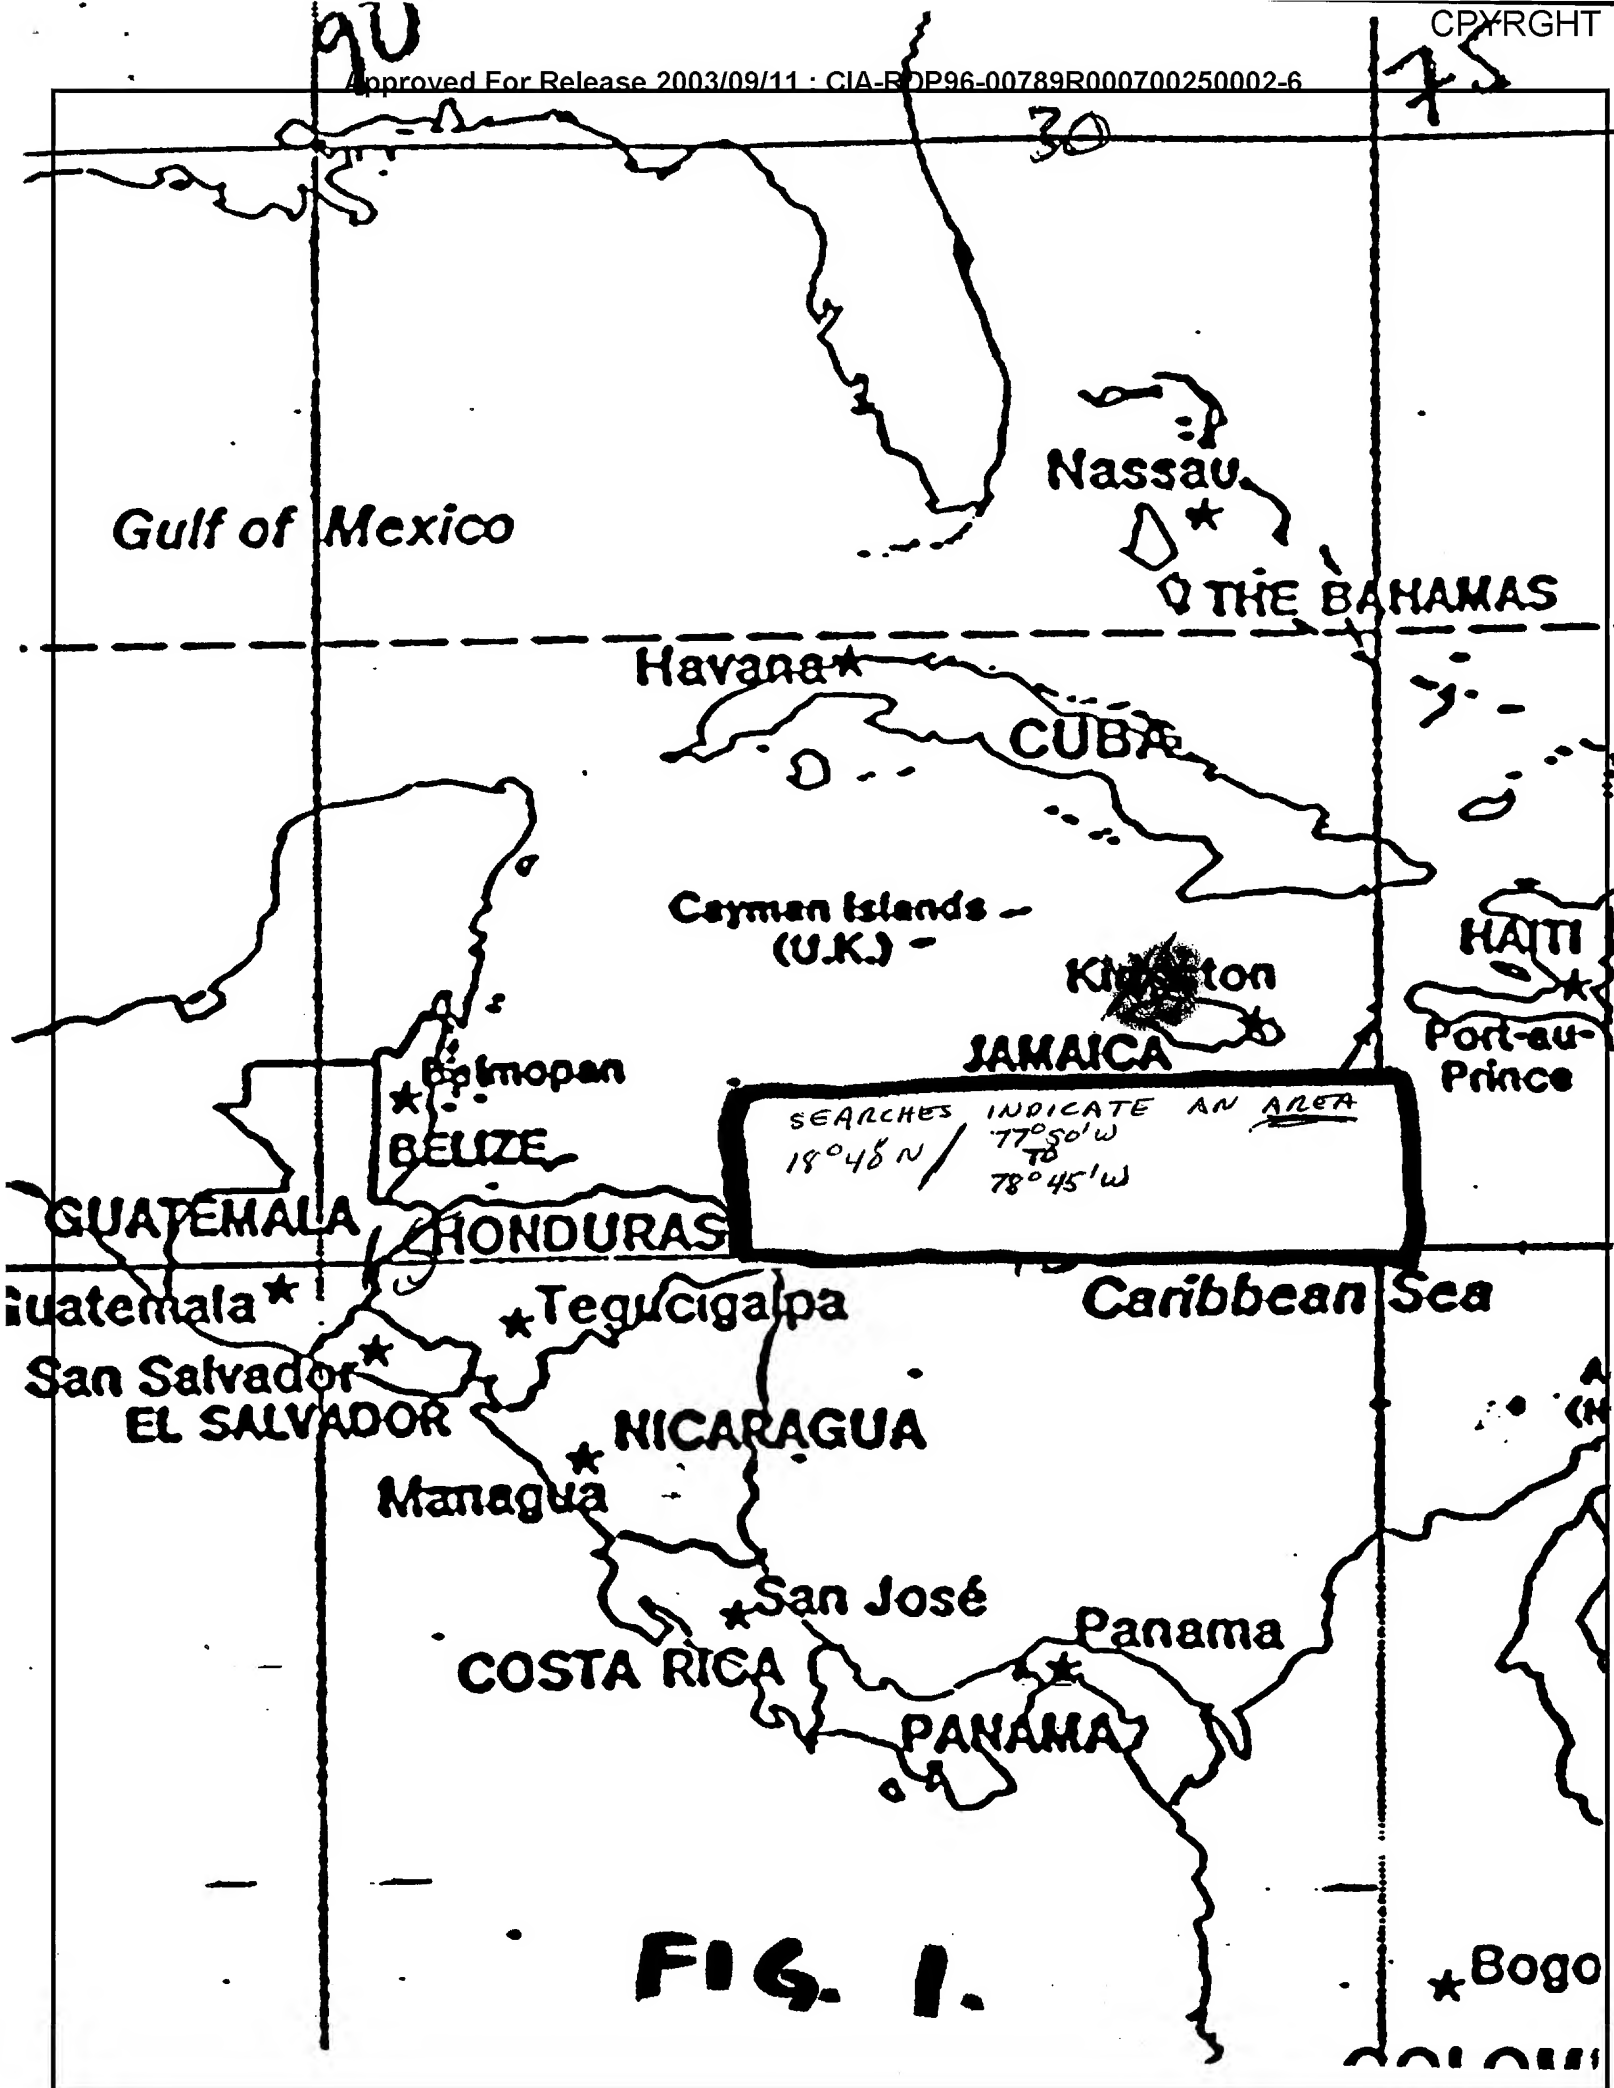 CPYRGHT
90
75
Approved For Release 2003/09/11 : CIA-RDP96-00789R000700250002-6
30
Nassau
Gulf of Mexico
THE BAHAMAS
Havana
CUBA
Cayman Islands
(U.K.)
HAITI
Kingston
JAMAICA
Port-au-
Prince
Belmopan
SEARCHES INDICATE AN AREA
77°50'W
18°48'N / TO
78°45'W
BELIZE
GUATEMALA
HONDURAS
Guatemala
Tegucigalpa
Caribbean Sea
San Salvador
EL SALVADOR
NICARAGUA
Managua
San José
Panama
COSTA RICA
PANAMA
FIG. 1.
Bogo